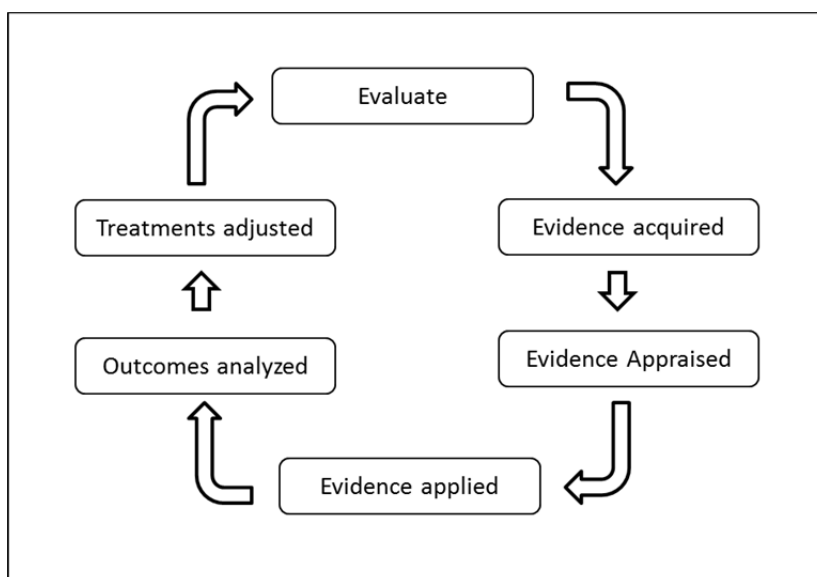 Evaluate
Evidence acquired
Evidence Appraised
Evidence applied
Outcomes analyzed
Treatments adjusted